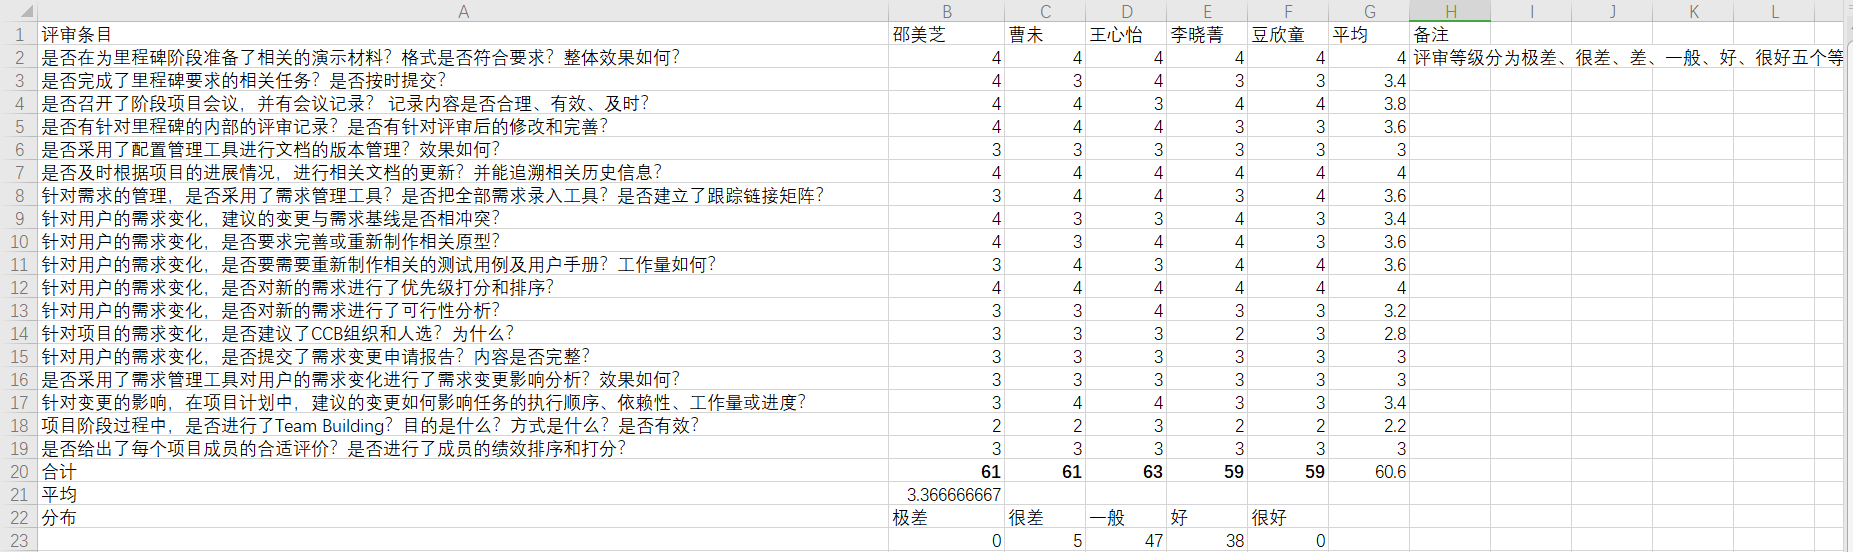 A B C D E F G H I J K L
1 评审条目 邵美芝 曹未 王心怡 李晓菁 豆欣童 平均 备注
2 是否在为里程碑阶段准备了相关的演示材料？格式是否符合要求？整体效果如何？ 4 4 4 4 4 4 评审等级分为极差、很差、差、一般、好、很好五个等
3 是否完成了里程碑要求的相关任务？是否按时提交？ 4 3 4 3 3 3.4
4 是否召开了阶段项目会议，并有会议记录？ 记录内容是否合理、有效、及时？ 4 4 3 4 4 3.8
5 是否有针对里程碑的内部的评审记录？是否有针对评审后的修改和完善？ 4 4 4 3 3 3.6
6 是否采用了配置管理工具进行文档的版本管理？效果如何？ 3 3 3 3 3 3
7 是否及时根据项目的进展情况，进行相关文档的更新？并能追溯相关历史信息？ 4 4 4 4 4 4
8 针对需求的管理，是否采用了需求管理工具？是否把全部需求录入工具？是否建立了跟踪链接矩阵？ 3 4 4 3 4 3.6
9 针对用户的需求变化，建议的变更与需求基线是否相冲突？ 4 3 3 4 3 3.4
10 针对用户的需求变化，是否要求完善或重新制作相关原型？ 4 3 4 4 3 3.6
11 针对用户的需求变化，是否要需要重新制作相关的测试用例及用户手册？工作量如何？ 3 4 3 4 4 3.6
12 针对用户的需求变化，是否对新的需求进行了优先级打分和排序？ 4 4 4 4 4 4
13 针对用户的需求变化，是否对新的需求进行了可行性分析？ 3 3 4 3 3 3.2
14 针对项目的需求变化，是否建议了CCB组织和人选？为什么？ 3 3 3 2 3 2.8
15 针对用户的需求变化，是否提交了需求变更申请报告？内容是否完整？ 3 3 3 3 3 3
16 是否采用了需求管理工具对用户的需求变化进行了需求变更影响分析？效果如何？ 3 3 3 3 3 3
17 针对变更的影响，在项目计划中，建议的变更如何影响任务的执行顺序、依赖性、工作量或进度？ 3 4 4 3 3 3.4
18 项目阶段过程中，是否进行了Team Building？目的是什么？方式是什么？是否有效？ 2 2 3 2 2 2.2
19 是否给出了每个项目成员的合适评价？是否进行了成员的绩效排序和打分？ 3 3 3 3 3 3
20 合计 61 61 63 59 59 60.6
21 平均 3.366666667
22 分布 极差 很差 一般 好 很好
23 0 5 47 38 0